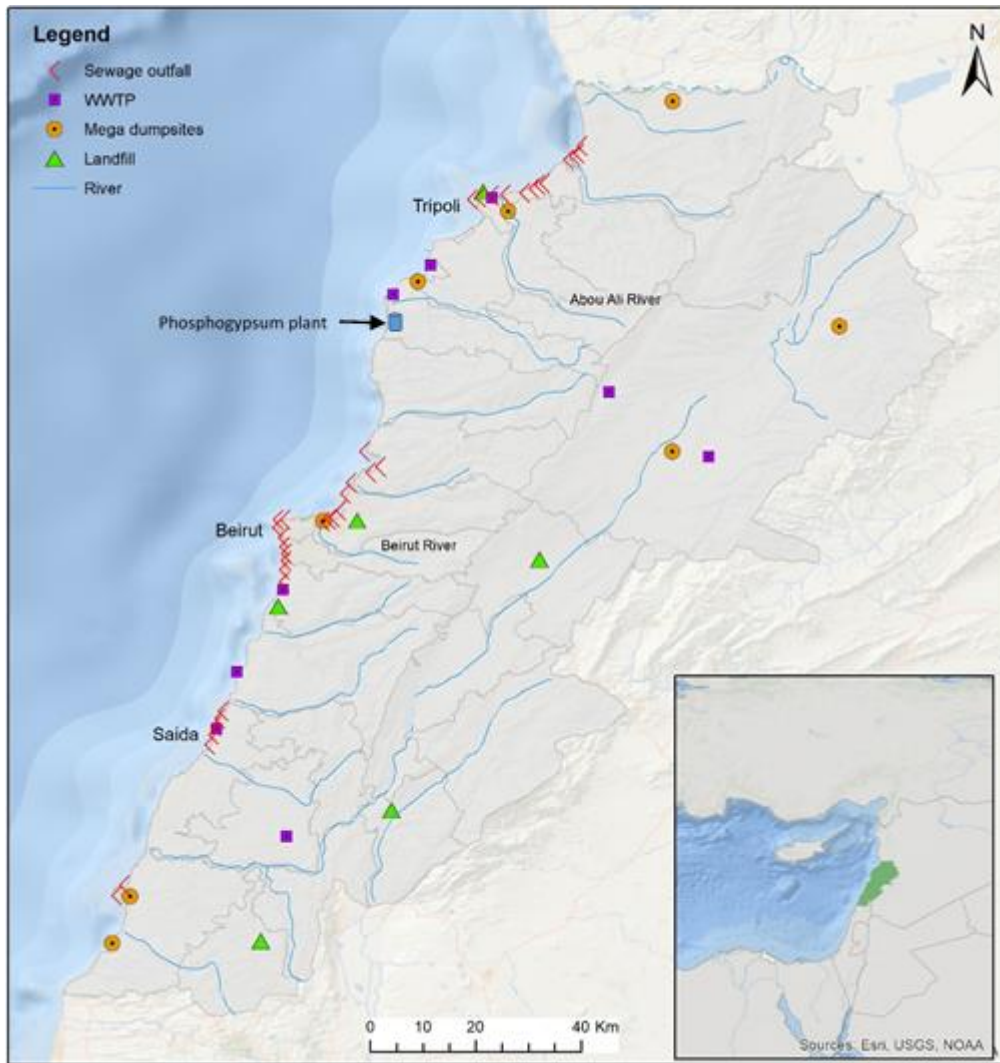 Legend
Sewage outfall
WWTP
Mega dumpsites
Landfill
River
N
Tripoli
Abou Ali River
Phosphogypsum plant
Beirut
Beirut River
Saida
0 10 20 40 Km
Sources: Esri, USGS, NOAA